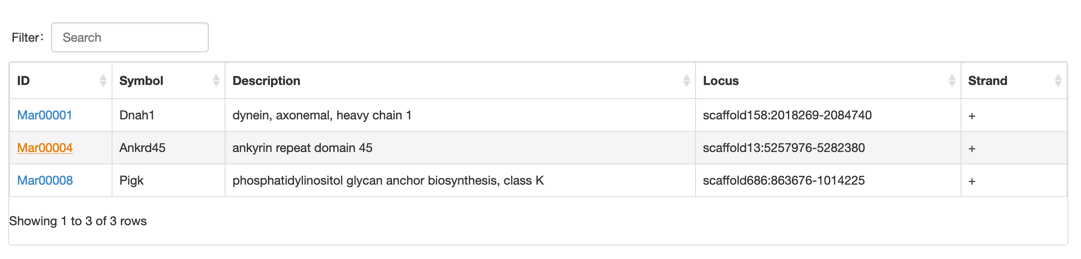 Filter: Search
ID Symbol Description Locus Strand
Mar00001 Dnah1 dynein, axonemal, heavy chain 1 scaffold158:2018269-2084740 +
Mar00004 Ankrd45 ankyrin repeat domain 45 scaffold13:5257976-5282380 +
Mar00008 Pigk phosphatidylinositol glycan anchor biosynthesis, class K scaffold686:863676-1014225 +
Showing 1 to 3 of 3 rows